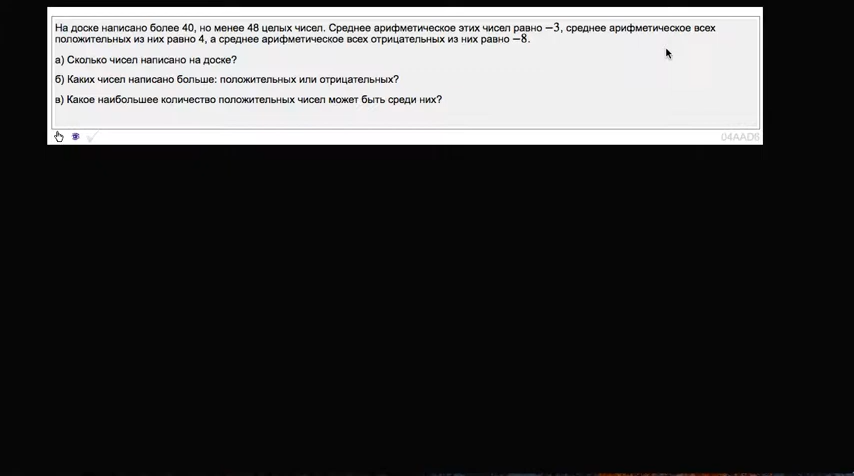 На доске написано более 40, но менее 48 целых чисел. Среднее арифметическое этих чисел равно −3, среднее арифметическое всех
положительных из них равно 4, а среднее арифметическое всех отрицательных из них равно −8.
а) Сколько чисел написано на доске?
б) Каких чисел написано больше: положительных или отрицательных?
в) Какое наибольшее количество положительных чисел может быть среди них?
04AAD6